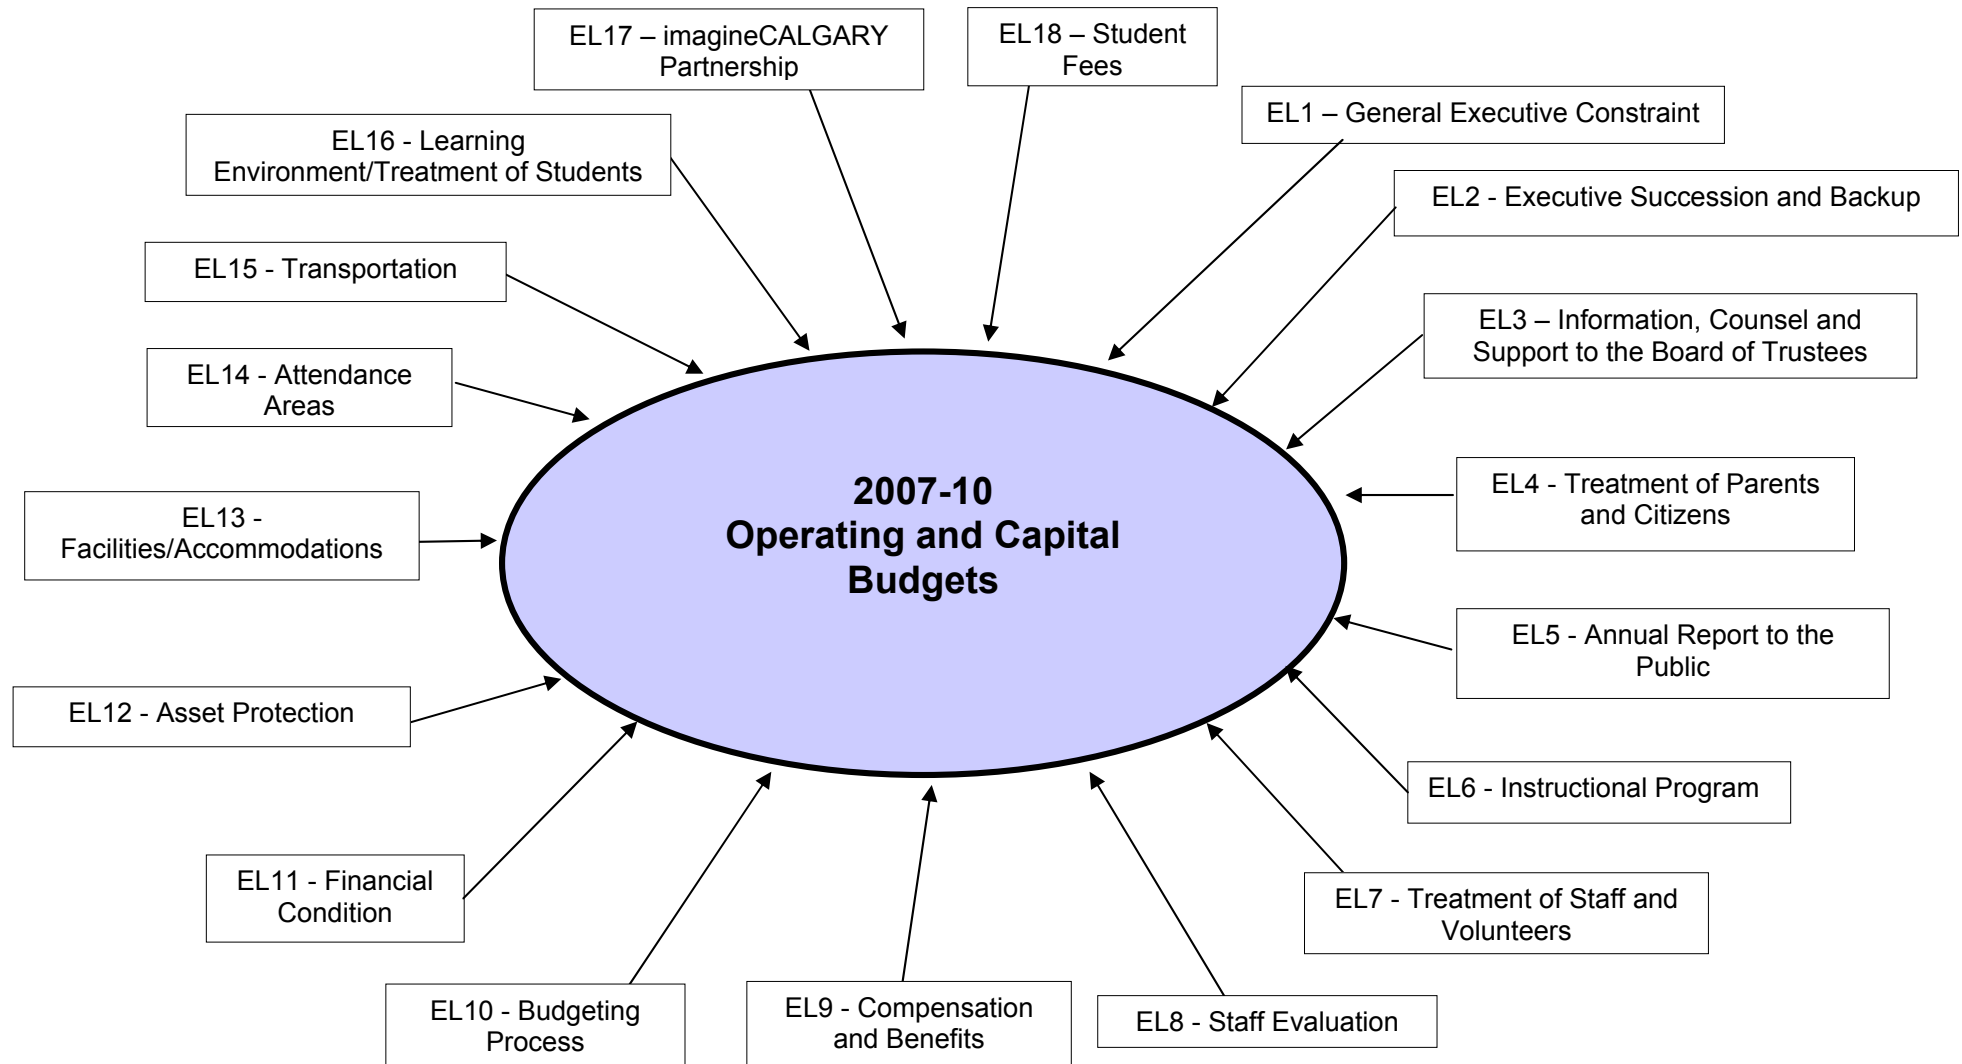 EL17 – imagineCALGARY
Partnership
EL18 – Student
Fees
EL1 – General Executive Constraint
EL16 - Learning
Environment/Treatment of Students
EL2 - Executive Succession and Backup
EL15 - Transportation
EL3 – Information, Counsel and
Support to the Board of Trustees
EL14 - Attendance
Areas
2007-10
Operating and Capital
Budgets
EL4 - Treatment of Parents
and Citizens
EL13 -
Facilities/Accommodations
EL5 - Annual Report to the
Public
EL12 - Asset Protection
EL6 - Instructional Program
EL11 - Financial
Condition
EL7 - Treatment of Staff and
Volunteers
EL10 - Budgeting
Process
EL9 - Compensation
and Benefits
EL8 - Staff Evaluation